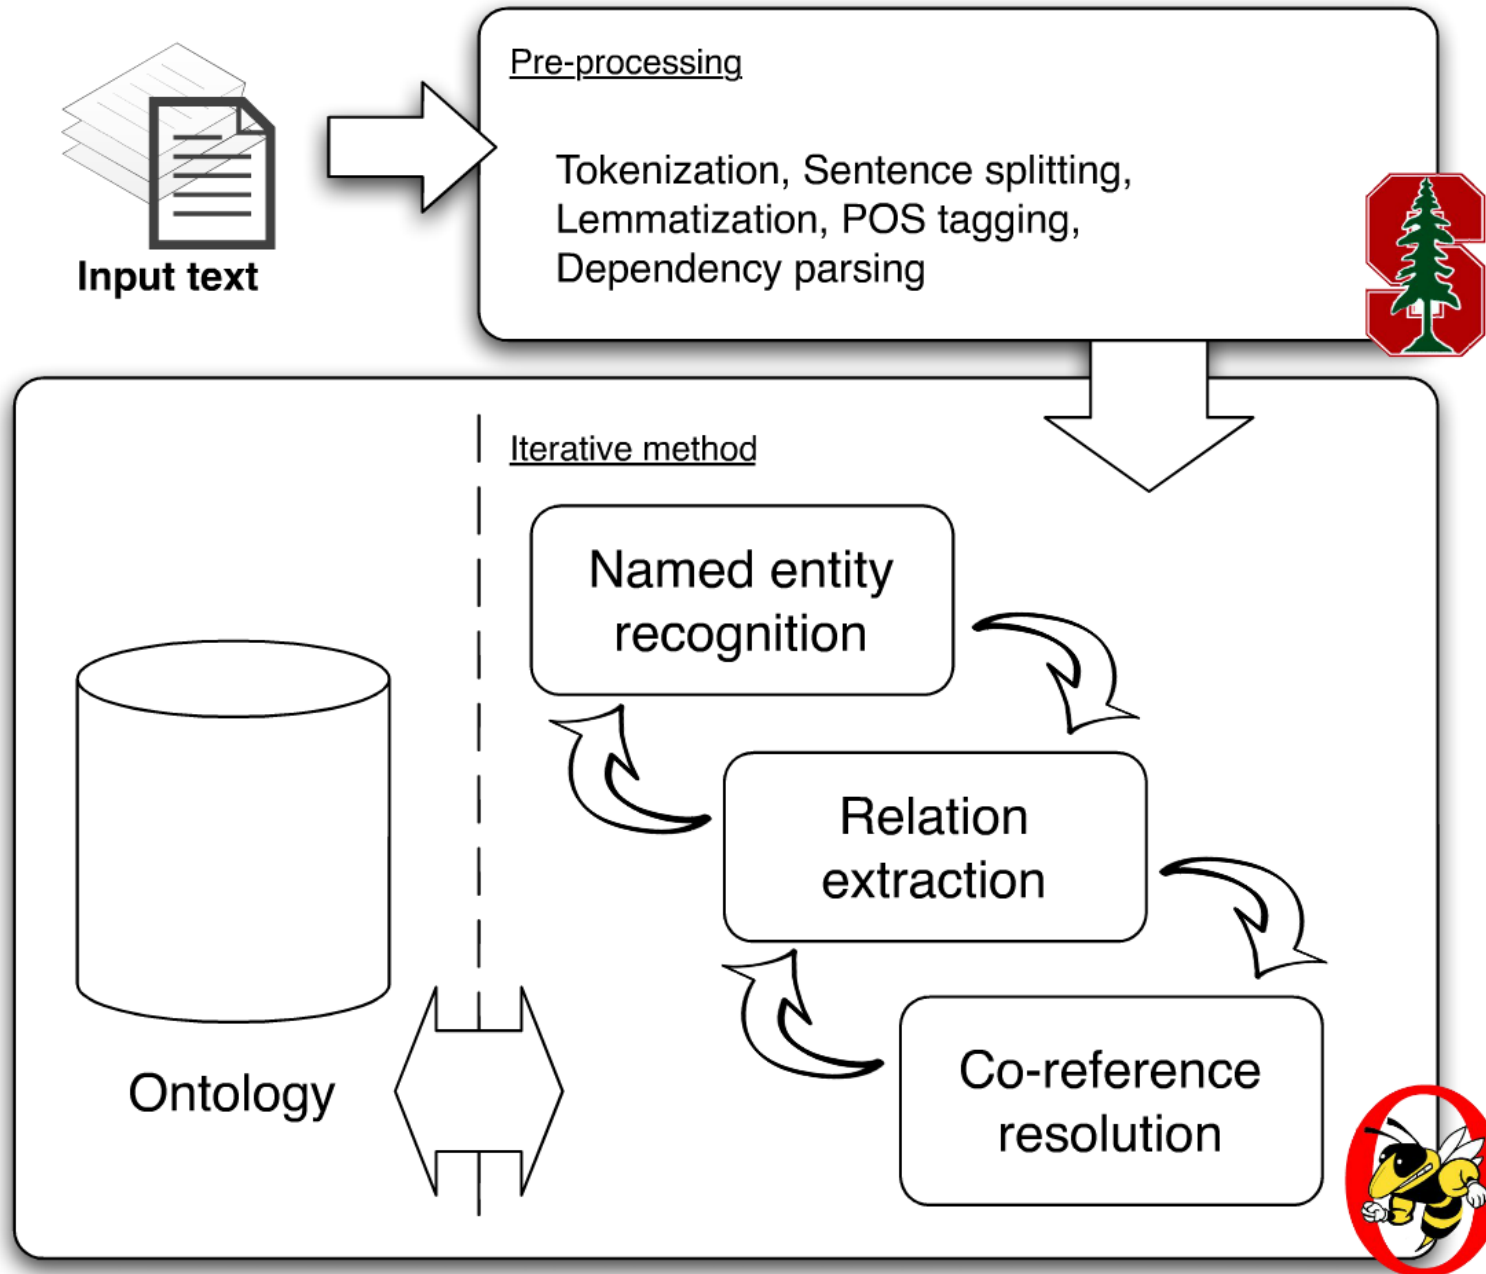 Pre-processing
Tokenization, Sentence splitting,
Lemmatization, POS tagging,
Dependency parsing
Input text
Iterative method
Named entity
recognition
Relation
extraction
Ontology
Co-reference
resolution